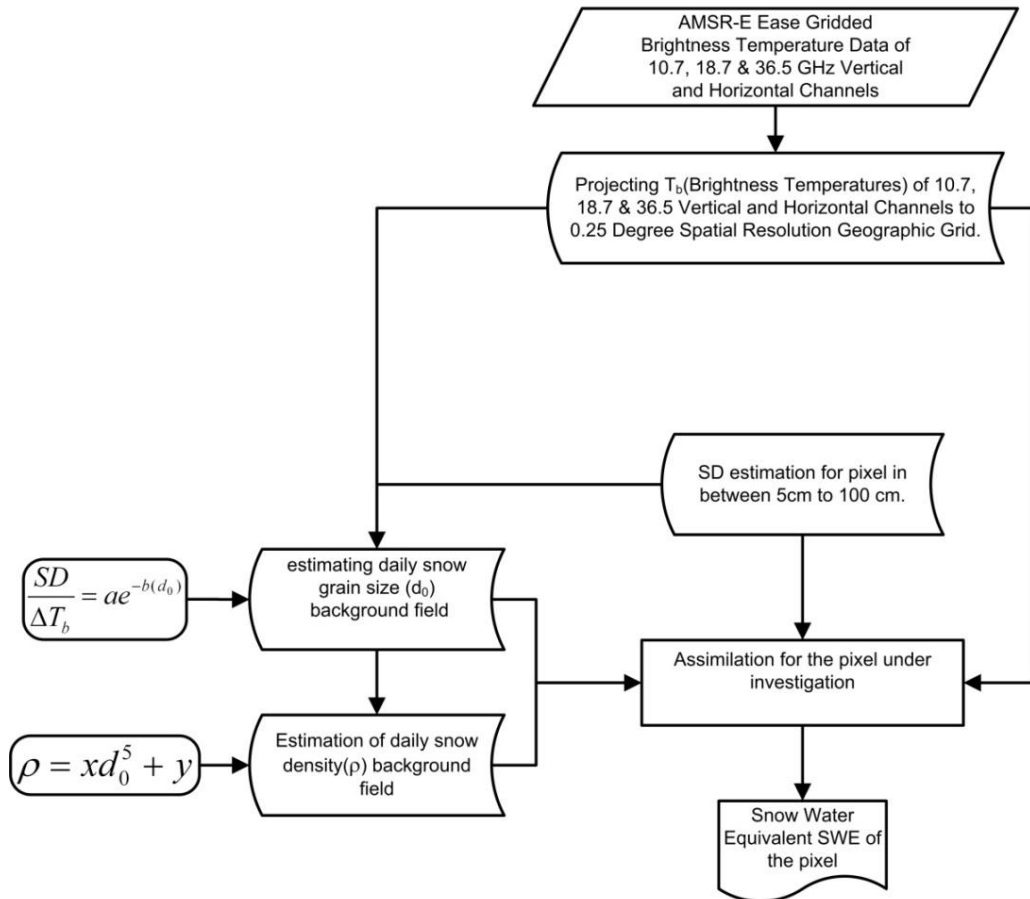 AMSR-E Ease Gridded
Brightness Temperature Data of
10.7, 18.7 & 36.5 GHz Vertical
and Horizontal Channels
Projecting T_b(Brightness Temperatures) of 10.7,
18.7 & 36.5 Vertical and Horizontal Channels to
0.25 Degree Spatial Resolution Geographic Grid.
SD estimation for pixel in
between 5cm to 100 cm.
SD/ΔT_b = ae^{-b(d_0)}
estimating daily snow
grain size (d_0)
background field
Assimilation for the pixel under
investigation
ρ = xd_0^5 + y
Estimation of daily snow
density(ρ) background
field
Snow Water
Equivalent SWE of
the pixel